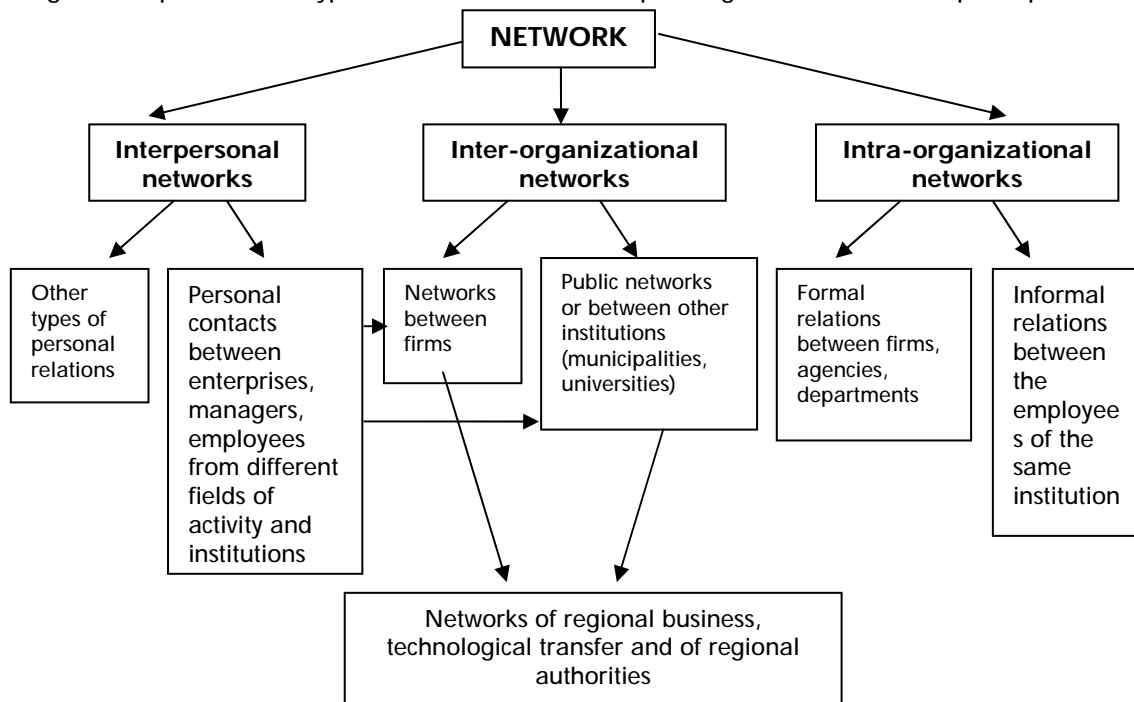 NETWORK
Interpersonal
networks
Inter-organizational
networks
Intra-organizational
networks
Other
types of
personal
relations
Personal
contacts
between
enterprises,
managers,
employees
from different
fields of
activity and
institutions
Networks
between
firms
Public networks
or between other
institutions
(municipalities,
universities)
Formal
relations
between firms,
agencies,
departments
Informal
relations
between
the
employee
s of the
same
institution
Networks of regional business,
technological transfer and of regional
authorities